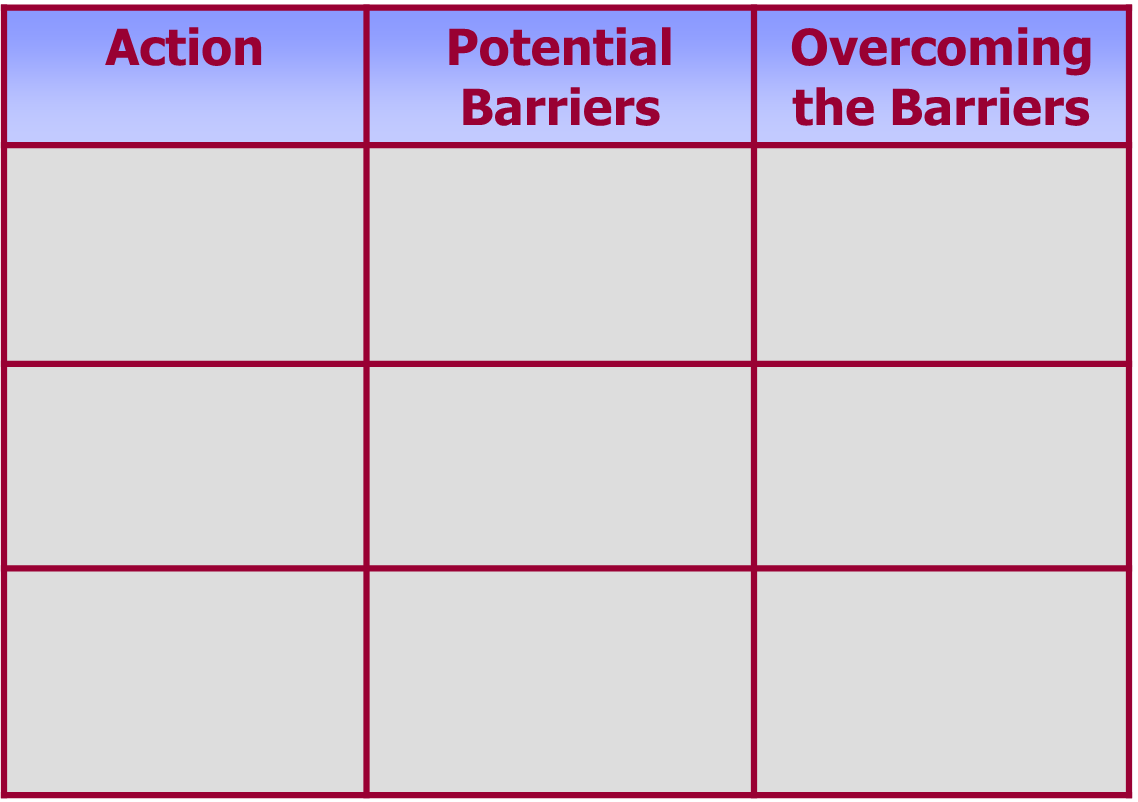 Action
Potential
Barriers
Overcoming
the Barriers